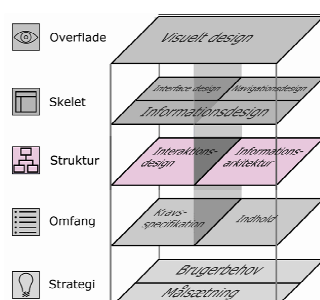 Overflade
Visuelt design
Skelet
Interface design
Navigationsdesign
Informationsdesign
Struktur
Interaktions-
design
Informations-
arkitektur
Omfang
Kravs-
specifikation
Indhold
Strategi
Brugerbehov
Målsætning